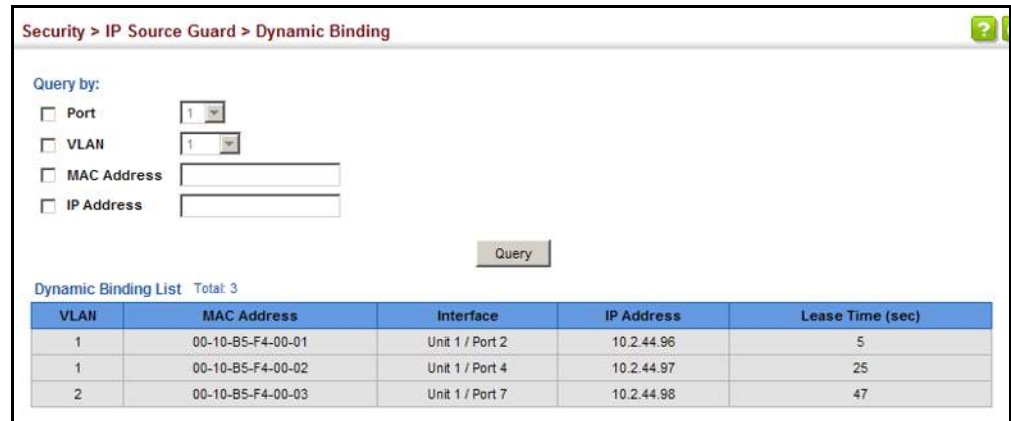 Security > IP Source Guard > Dynamic Binding
?
Query by:
Port 1
VLAN 1
MAC Address
IP Address
Query
Dynamic Binding List Total: 3
VLAN MAC Address Interface IP Address Lease Time (sec)
1 00-10-B5-F4-00-01 Unit 1 / Port 2 10.2.44.96 5
1 00-10-B5-F4-00-02 Unit 1 / Port 4 10.2.44.97 25
2 00-10-B5-F4-00-03 Unit 1 / Port 7 10.2.44.98 47